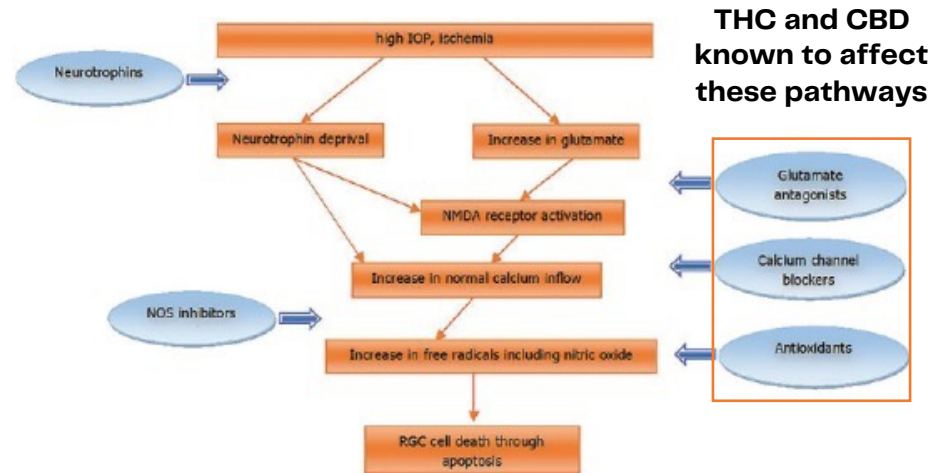 THC and CBD
known to affect
these pathways
high IOP, ischemia
Neurotrophins
Neurotrophin deprival
Increase in glutamate
Glutamate
antagonists
NMDA receptor activation
Calcium channel
blockers
Increase in normal calcium inflow
NOS inhibitors
Antioxidants
Increase in free radicals including nitric oxide
RGC cell death through
apoptosis